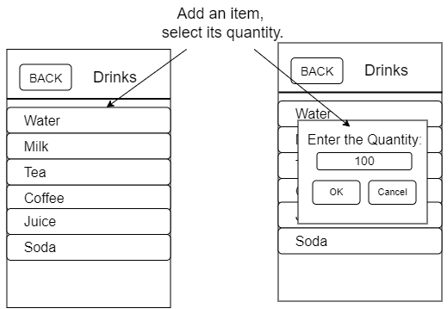 Add an item,
select its quantity.
BACK Drinks
Water
Milk
Tea
Coffee
Juice
Soda
BACK Drinks
Water
Enter the Quantity:
100
OK Cancel
Soda